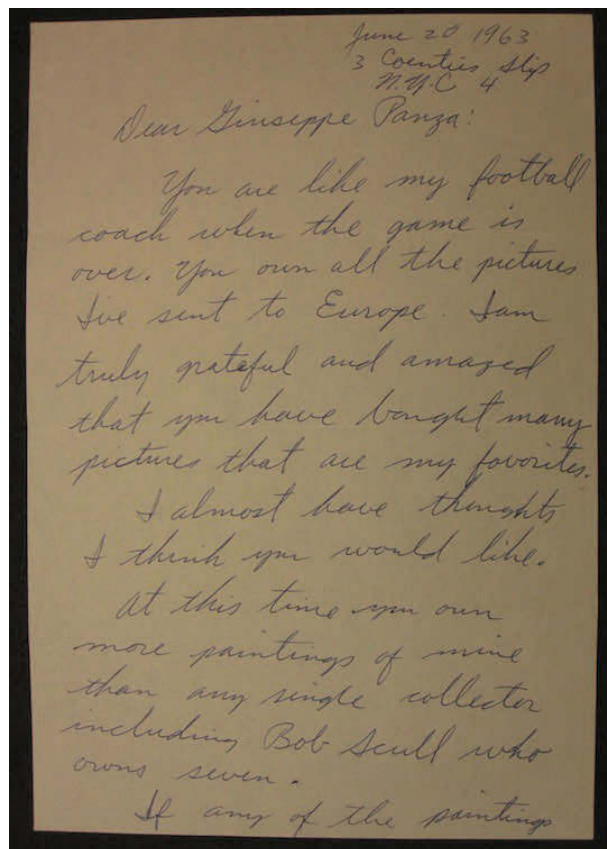 June 20 1963
3 Coenties Slip
N.Y.C 4
Dear Giuseppe Panza:
You are like my football
coach when the game is
over. You own all the pictures
I've sent to Europe. I am
truly grateful and amazed
that you have bought many
pictures that are my favorites.
I almost have thoughts
I think you would like.
At this time you own
more paintings of mine
than any single collector
including Bob Scull who
owns seven.
If any of the paintings